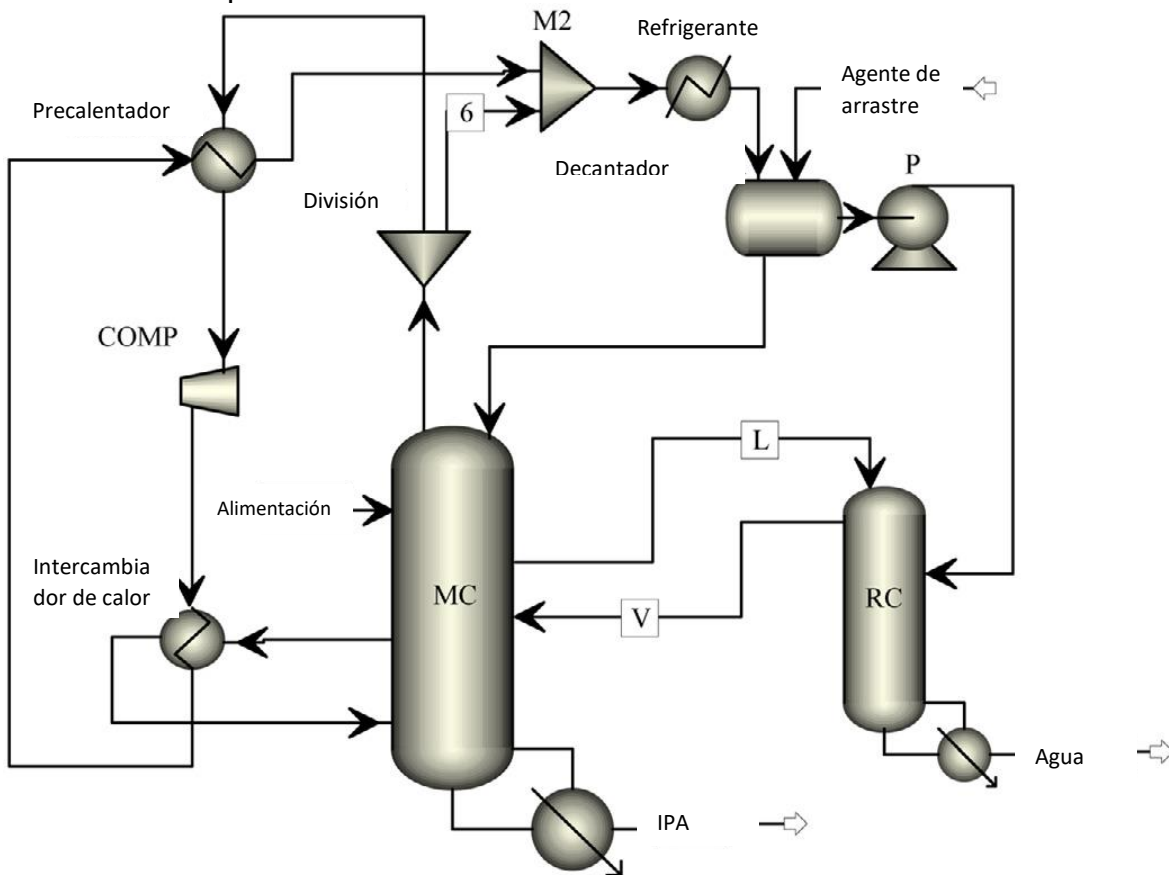 M2
Refrigerante
Agente de
arrastre
Precalentador
6
Decantador
P
División
COMP
L
Alimentación
Intercambia
dor de calor
MC
V
RC
Agua
IPA